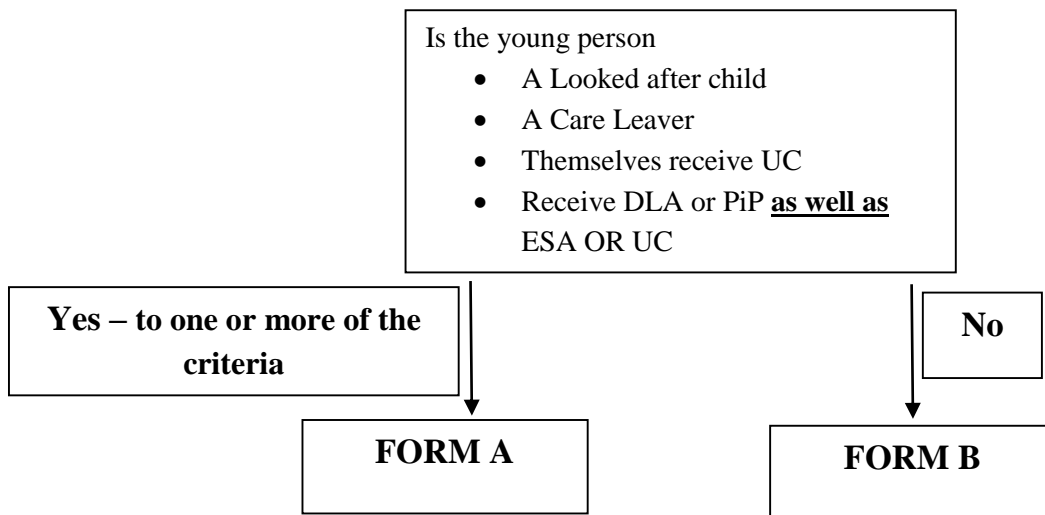 Is the young person
• A Looked after child
• A Care Leaver
• Themselves receive UC
• Receive DLA or PiP as well as
ESA OR UC
Yes – to one or more of the
criteria
No
FORM A
FORM B